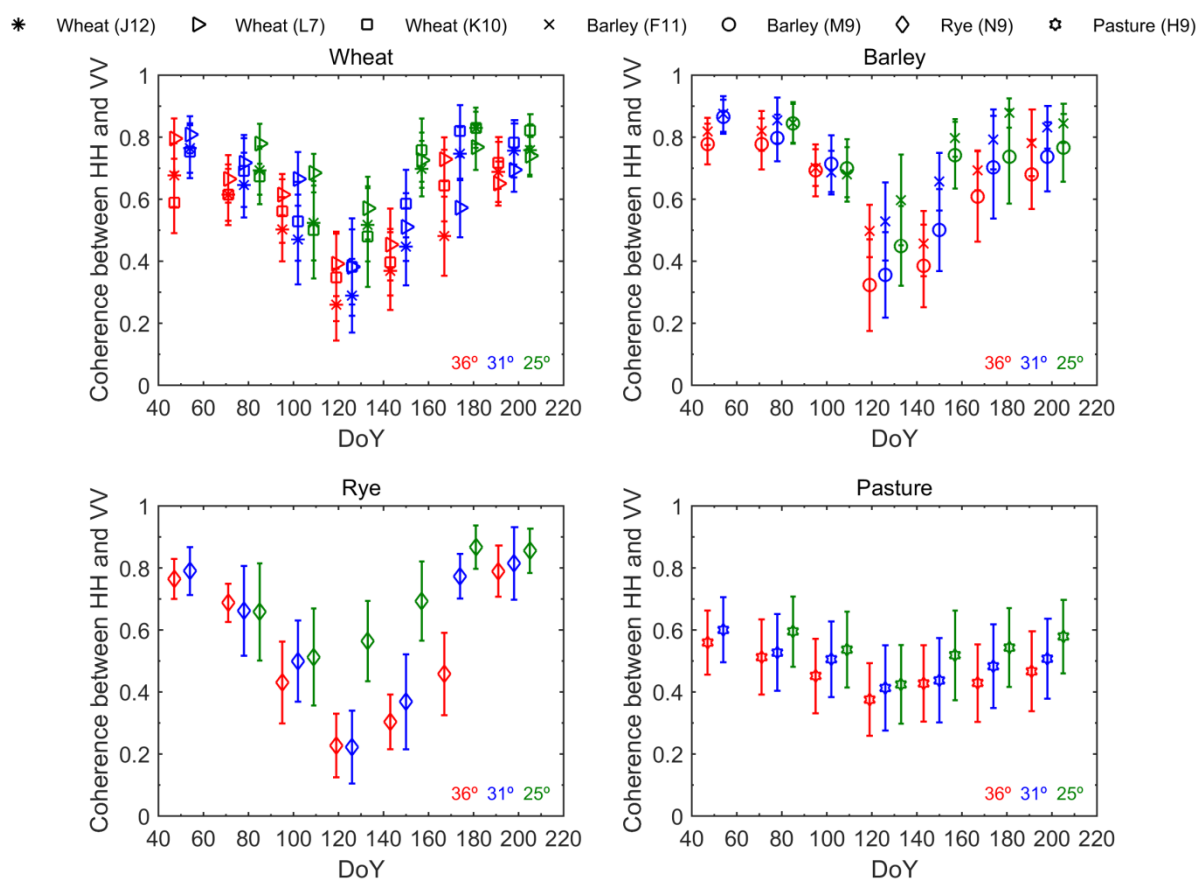 Wheat (J12) Wheat (L7) Wheat (K10) Barley (F11) Barley (M9) Rye (N9) Pasture (H9)
Wheat
Coherence between HH and VV
1
0.8
0.6
0.4
0.2
0
36º 31º 25º
40 60 80 100 120 140 160 180 200 220
DoY
Barley
Coherence between HH and VV
1
0.8
0.6
0.4
0.2
0
36º 31º 25º
40 60 80 100 120 140 160 180 200 220
DoY
Rye
Coherence between HH and VV
1
0.8
0.6
0.4
0.2
0
36º 31º 25º
40 60 80 100 120 140 160 180 200 220
DoY
Pasture
Coherence between HH and VV
1
0.8
0.6
0.4
0.2
0
36º 31º 25º
40 60 80 100 120 140 160 180 200 220
DoY